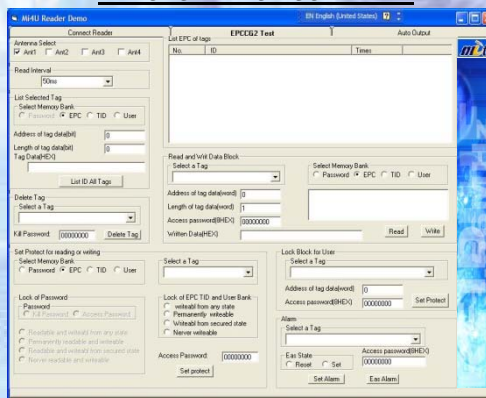 Mi4U Reader Demo
EN English (United States)
Connect Reader
EPCCG2 Test
Auto Output
Antenna Select
Ant1
Ant2
Ant3
Ant4
Read Interval
50ms
List Selected Tag
Select Memory Bank
Password
EPC
TID
User
Address of tag data(bit)
0
Length of tag data(bit)
0
Tag Data(HEX)
List ID All Tags
Delete Tag
Select a Tag
Kill Password:
00000000
Delete Tag
List EPC of tags
No.
ID
Times
Read and Writ Data Block
Select a Tag
Select Memory Bank
Password
EPC
TID
User
Address of tag data(word)
0
Length of tag data(word)
1
Access password(8HEX)
00000000
Written Data(HEX)
Read
Write
Set Protect for reading or writing
Select Memory Bank
Password
EPC
TID
User
Lock of Password
Password
Kill Password
Access Password
Readable and writeabl from any state
Permanently readable and writeable
Readable and writeabl from secured state
Never readable and writeable
Select a Tag
Lock of EPC TID and User Bank
writeabl from any state
Permanently writeable
Writeabl from secured state
Nerver writeable
Access Password:
00000000
Set protect
Lock Block for User
Select a Tag
Address of tag data(word)
0
Access password(8HEX)
00000000
Set Protect
Alarm
Select a Tag
Eas State
Reset
Set
Access password(8HEX)
00000000
Set Alarm
Eas Alarm